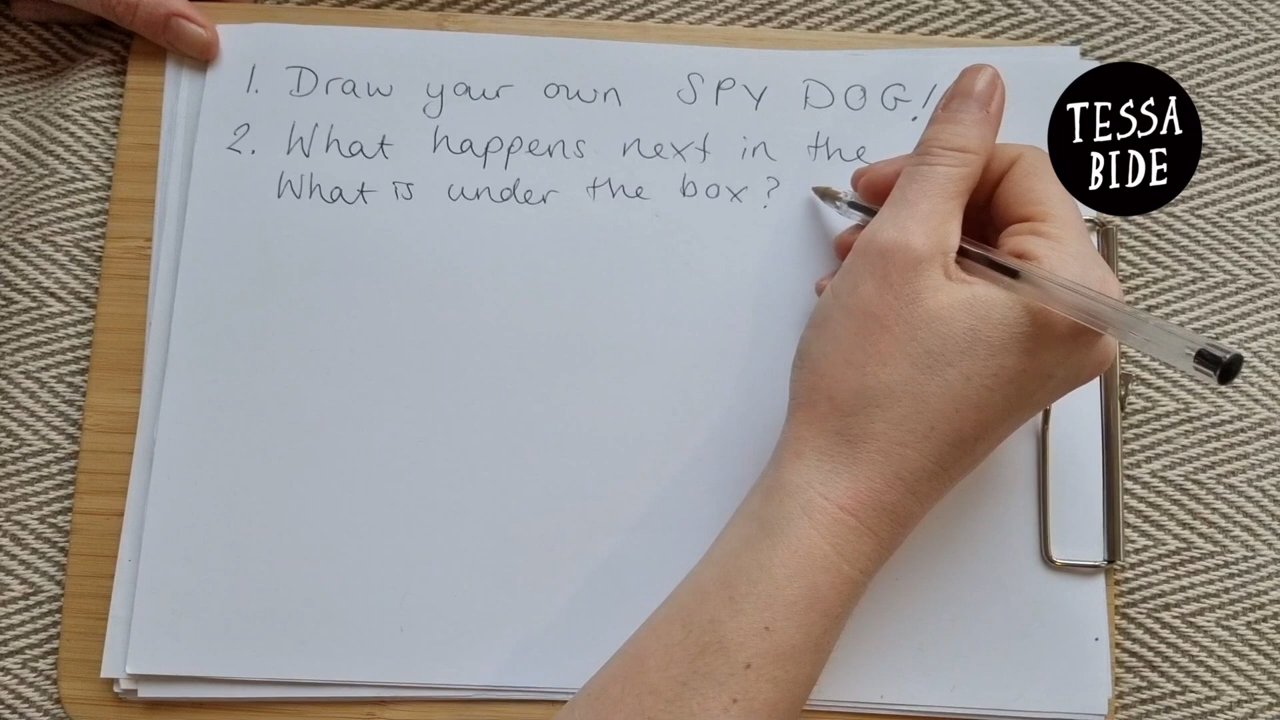 1. Draw your own SPY DOG!
2. What happens next in the
What is under the box?
TESSA
BIDE